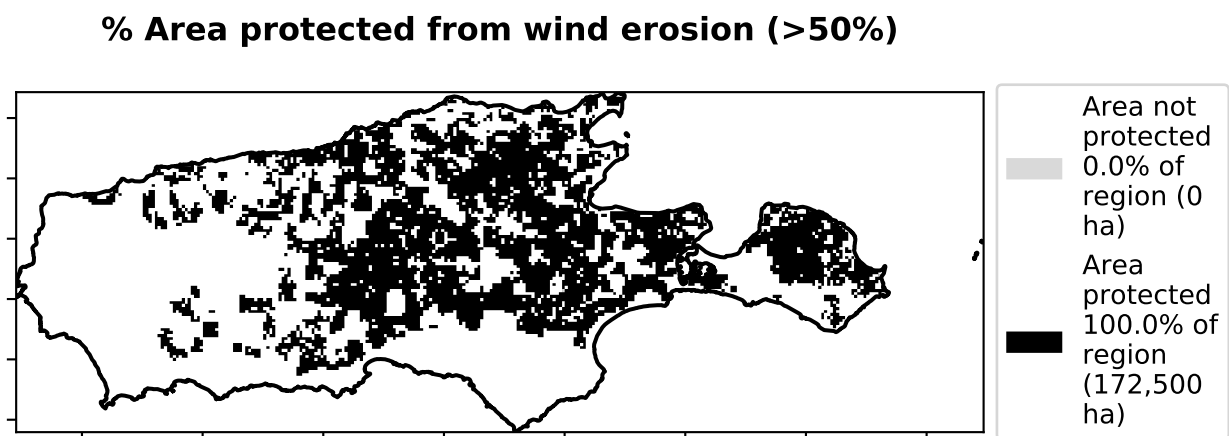 % Area protected from wind erosion (>50%)
Area not
protected
0.0% of
region (0
ha)
Area
protected
100.0% of
region
(172,500
ha)